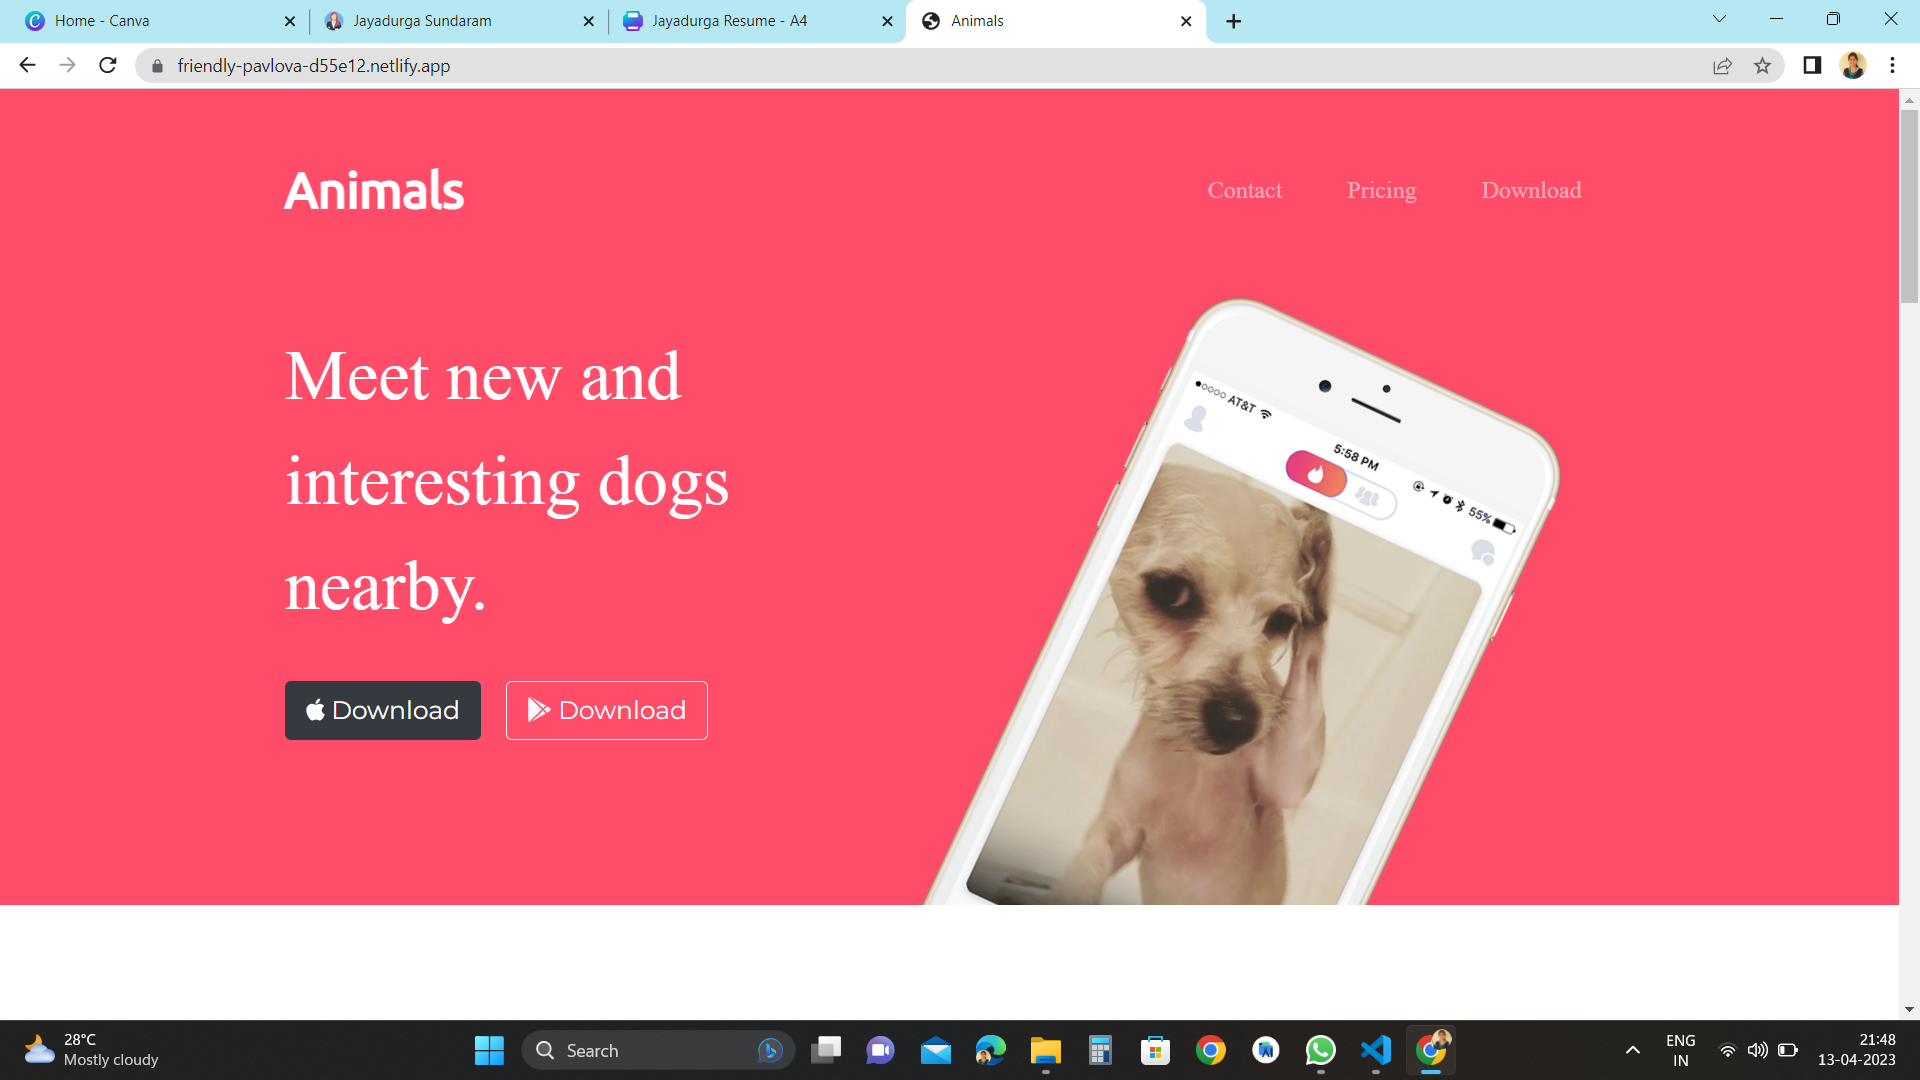 Home - Canva
Jayadurga Sundaram
Jayadurga Resume - A4
Animals
friendly-pavlova-d55e12.netlify.app
Animals
Contact
Pricing
Download
Meet new and
interesting dogs
nearby.
Download
Download
AT&T
5:58 PM
55%
28°C
Mostly cloudy
Search
ENG
IN
21:48
13-04-2023